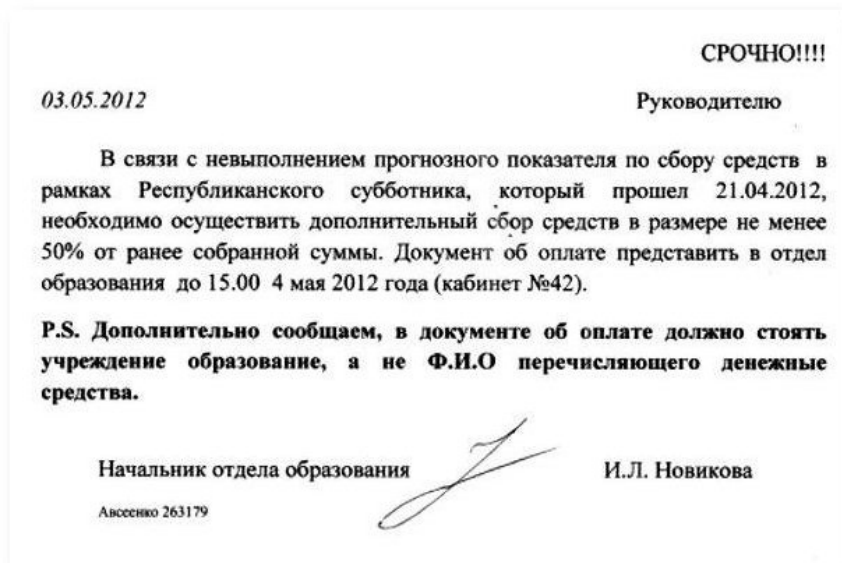 СРОЧНО!!!!
03.05.2012 Руководителю
В связи с невыполнением прогнозного показателя по сбору средств в
рамках Республиканского субботника, который прошел 21.04.2012,
необходимо осуществить дополнительный сбор средств в размере не менее
50% от ранее собранной суммы. Документ об оплате представить в отдел
образования до 15.00 4 мая 2012 года (кабинет №42).
P.S. Дополнительно сообщаем, в документе об оплате должно стоять
учреждение образование, а не Ф.И.О перечисляющего денежные
средства.
Начальник отдела образования И.Л. Новикова
Авсеенко 263179